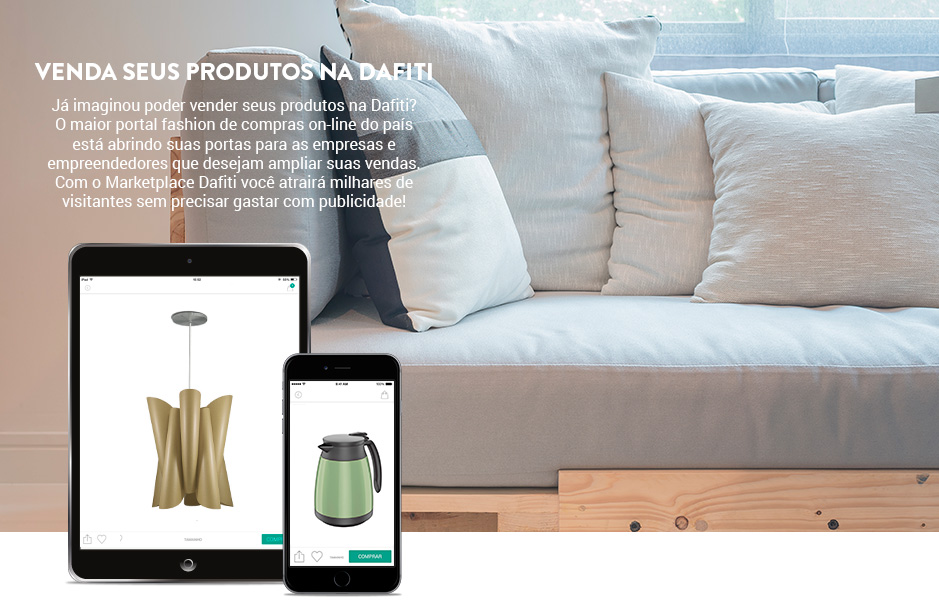 VENDA SEUS PRODUTOS NA DAFITI
Já imaginou poder vender seus produtos na Dafiti?
O maior portal fashion de compras on-line do país
está abrindo suas portas para as empresas e
empreendedores que desejam ampliar suas vendas.
Com o Marketplace Dafiti você atrairá milhares de
visitantes sem precisar gastar com publicidade!
iPad
COMPRAR